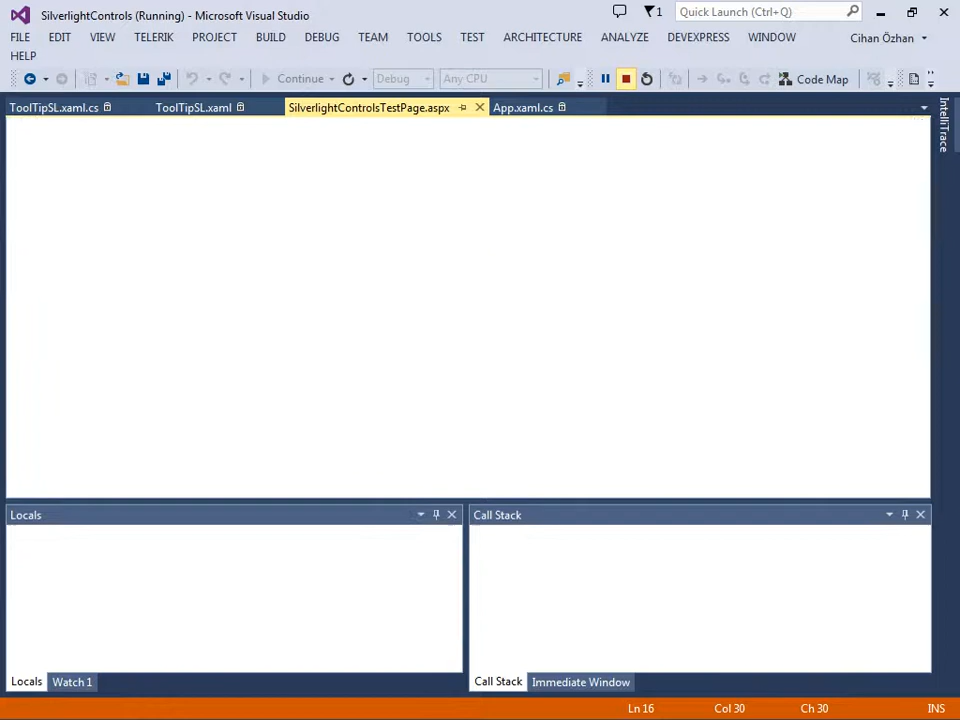 SilverlightControls (Running) - Microsoft Visual Studio
1
Quick Launch (Ctrl+Q)
FILE EDIT VIEW TELERIK PROJECT BUILD DEBUG TEAM TOOLS TEST ARCHITECTURE ANALYZE DEVEXPRESS WINDOW Cihan Özhan
HELP
Continue Debug Any CPU Code Map
ToolTipSL.xaml.cs ToolTipSL.xaml SilverlightControlsTestPage.aspx App.xaml.cs
IntelliTrace
Locals Call Stack
Locals Watch 1 Call Stack Immediate Window
Ln 16 Col 30 Ch 30 INS